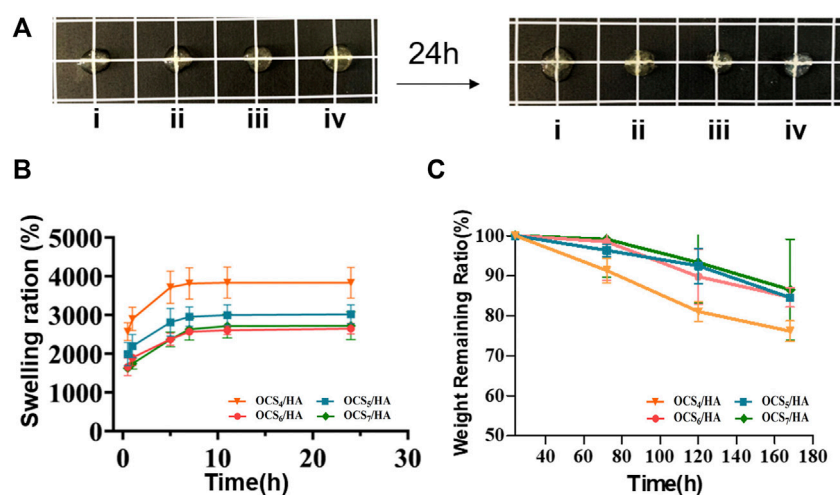 A
24h
i ii iii iv
i ii iii iv
B
Swelling ration (%)
5000
4000
3000
2000
1000
0
OCS₄/HA OCS₅/HA
OCS₆/HA OCS₇/HA
0 10 20 30
Time(h)
C
Weight Remaining Ratio(%)
100
90
80
70
60
50
OCS₄/HA OCS₅/HA
OCS₆/HA OCS₇/HA
40 60 80 100 120 140 160 180
Time(h)